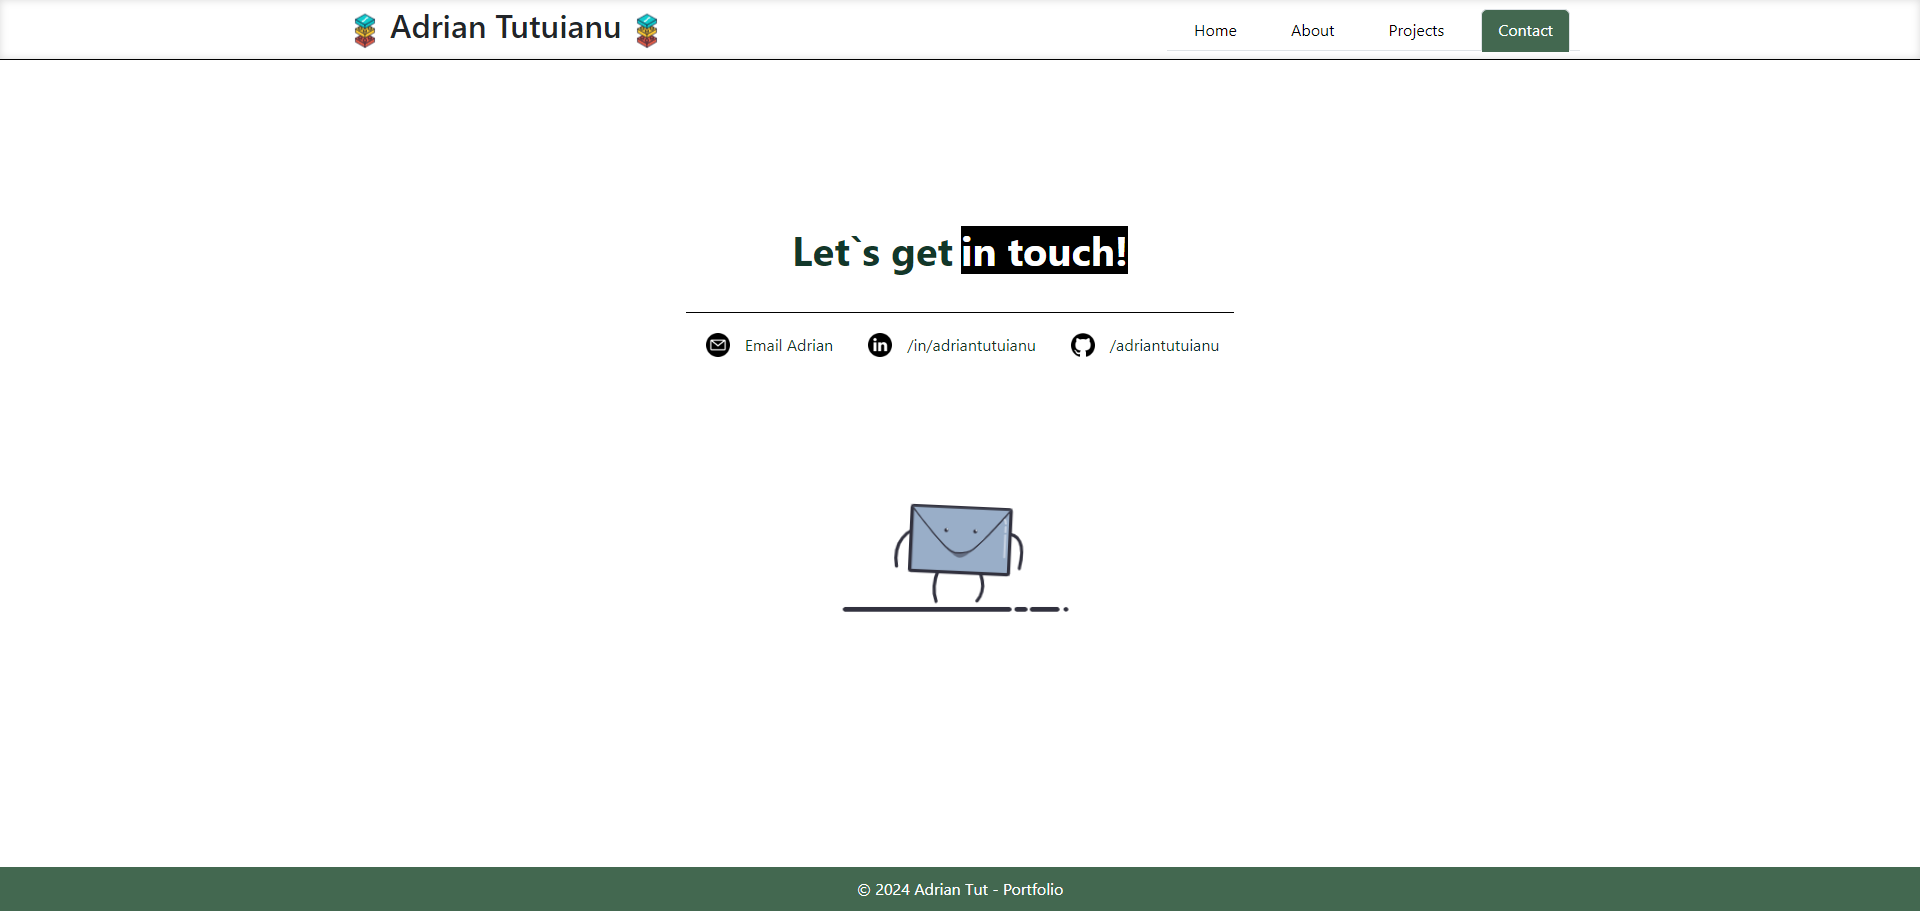 Adrian Tutuianu
Home About Projects Contact
Let`s get in touch!
Email Adrian /in/adriantutuianu /adriantutuianu
© 2024 Adrian Tut - Portfolio